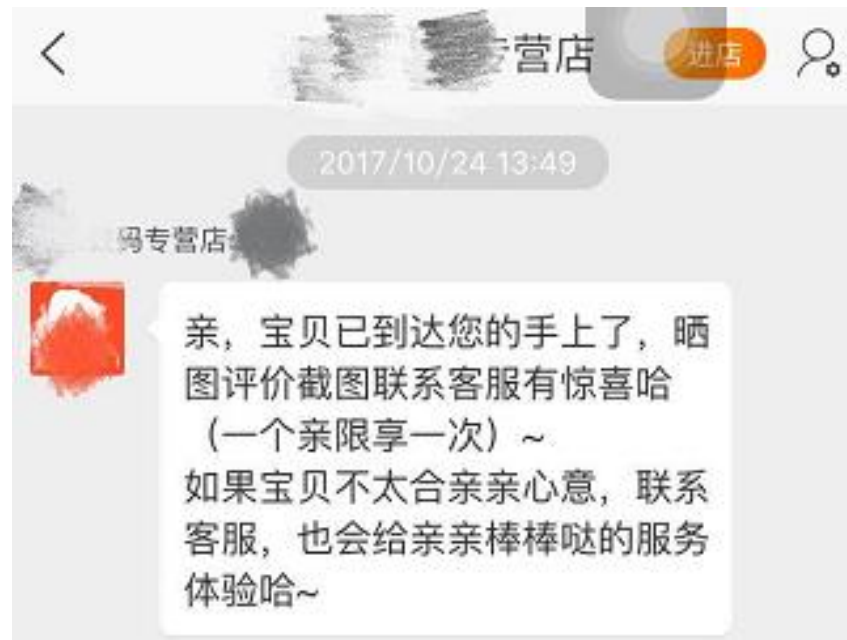 营店
进店
2017/10/24 13:49
码专营店
亲，宝贝已到达您的手上了，晒
图评价截图联系客服有惊喜哈
（一个亲限享一次）~
如果宝贝不太合亲亲心意，联系
客服，也会给亲亲棒棒哒的服务
体验哈~